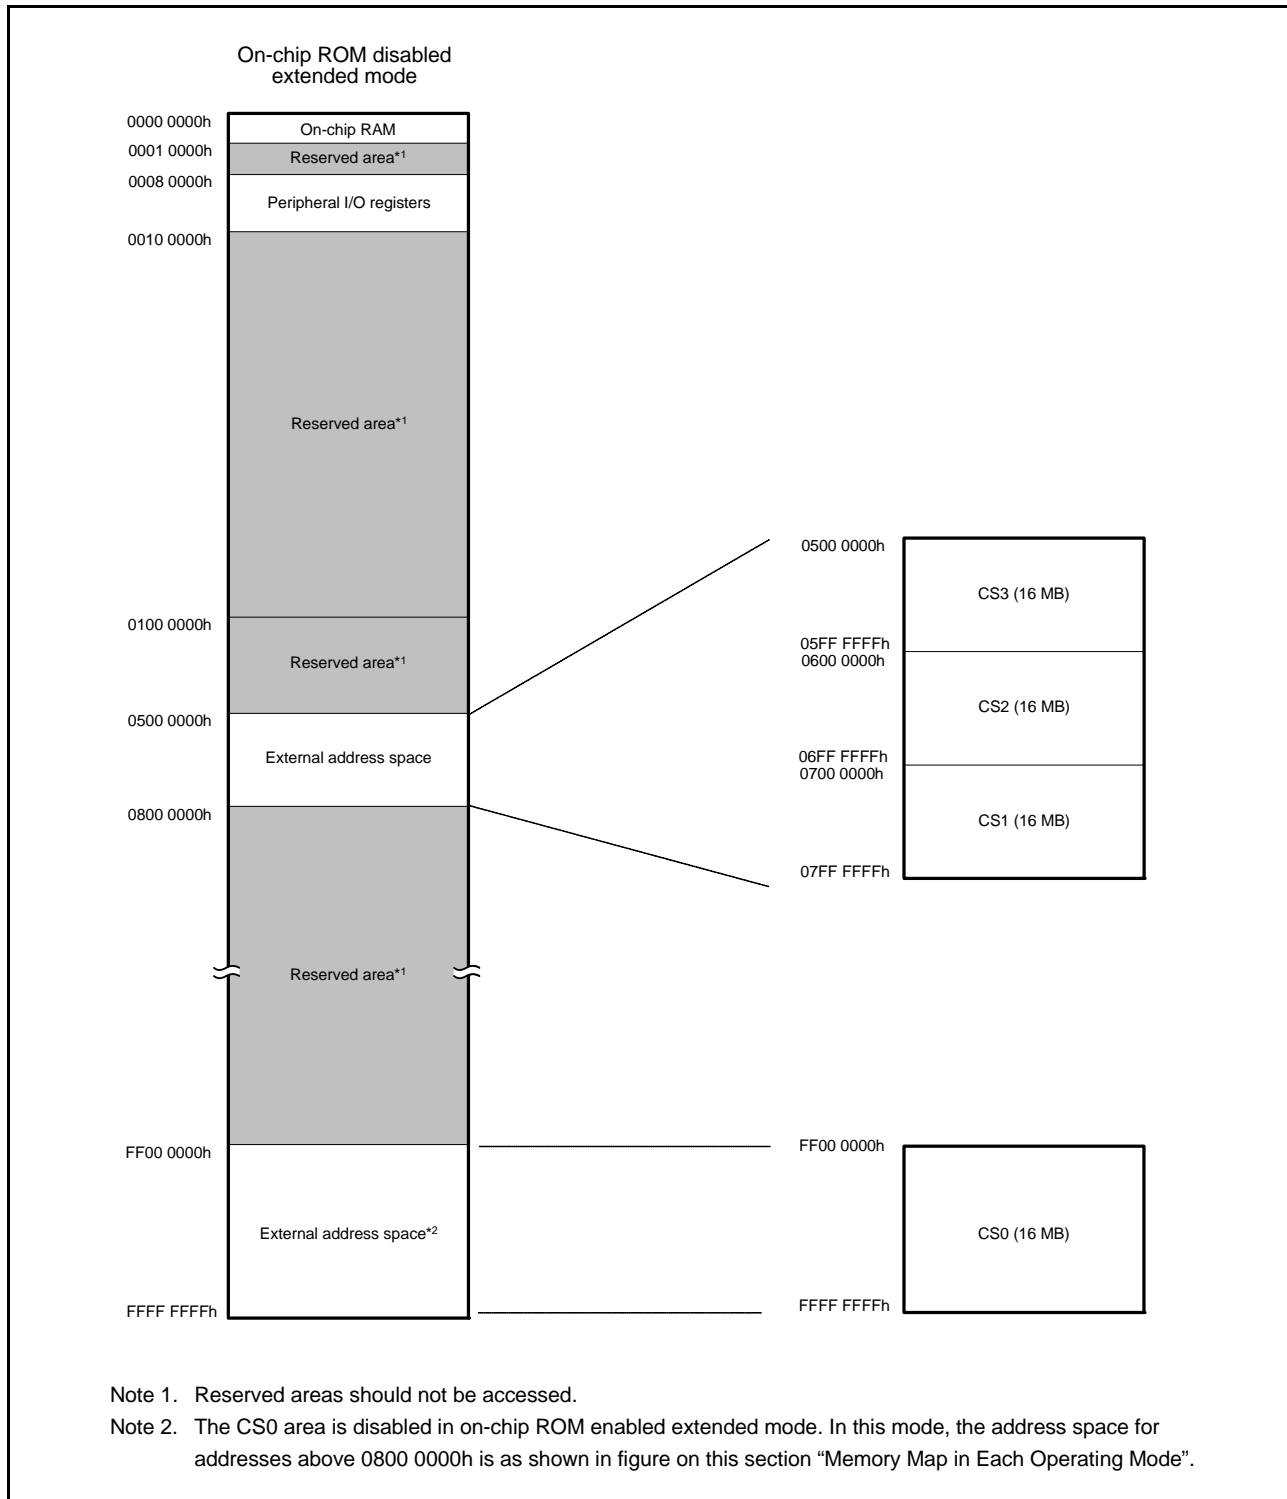 On-chip ROM disabled
extended mode
0000 0000h
On-chip RAM
0001 0000h
Reserved area*1
0008 0000h
Peripheral I/O registers
0010 0000h
Reserved area*1
0100 0000h
Reserved area*1
0500 0000h
External address space
0800 0000h
Reserved area*1
FF00 0000h
External address space*2
FFFF FFFFh
0500 0000h
CS3 (16 MB)
05FF FFFFh
0600 0000h
CS2 (16 MB)
06FF FFFFh
0700 0000h
CS1 (16 MB)
07FF FFFFh
FF00 0000h
CS0 (16 MB)
FFFF FFFFh
Note 1. Reserved areas should not be accessed.
Note 2. The CS0 area is disabled in on-chip ROM enabled extended mode. In this mode, the address space for
addresses above 0800 0000h is as shown in figure on this section “Memory Map in Each Operating Mode”.